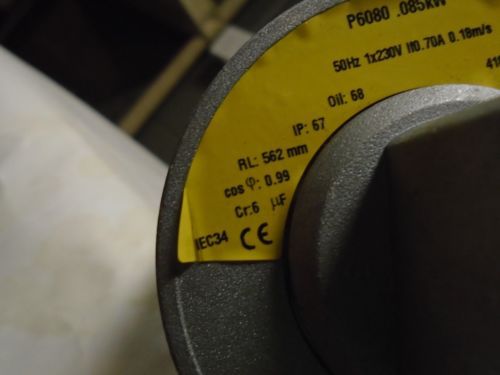 P6080 .085kW
50Hz 1x230V If0.70A 0.18m/s
Oil: 68
IP: 67
RL: 562 mm
cos φ: 0.99
Cr:6 µF
IEC34 CE